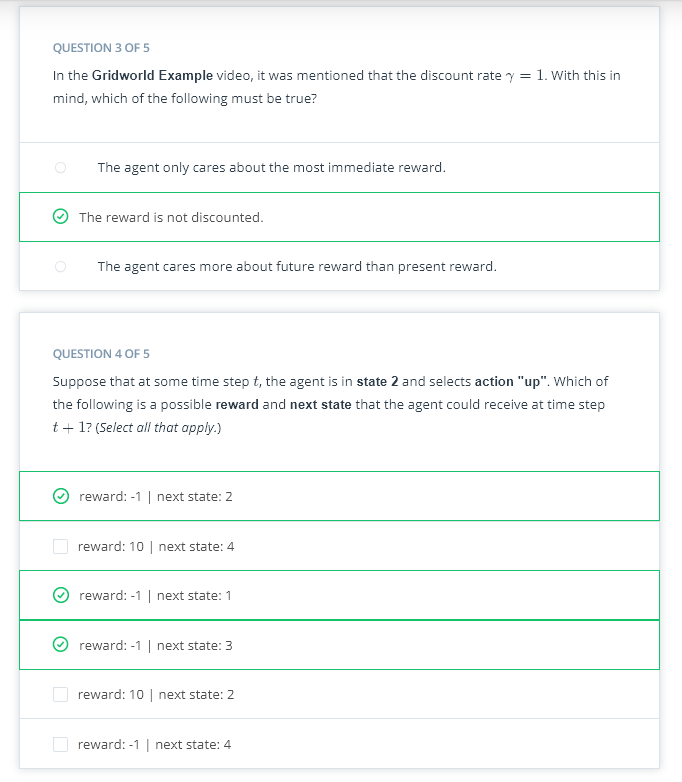 QUESTION 3 OF 5
In the Gridworld Example video, it was mentioned that the discount rate γ = 1. With this in
mind, which of the following must be true?
The agent only cares about the most immediate reward.
The reward is not discounted.
The agent cares more about future reward than present reward.
QUESTION 4 OF 5
Suppose that at some time step t, the agent is in state 2 and selects action "up". Which of
the following is a possible reward and next state that the agent could receive at time step
t + 1? (Select all that apply.)
reward: -1 | next state: 2
reward: 10 | next state: 4
reward: -1 | next state: 1
reward: -1 | next state: 3
reward: 10 | next state: 2
reward: -1 | next state: 4